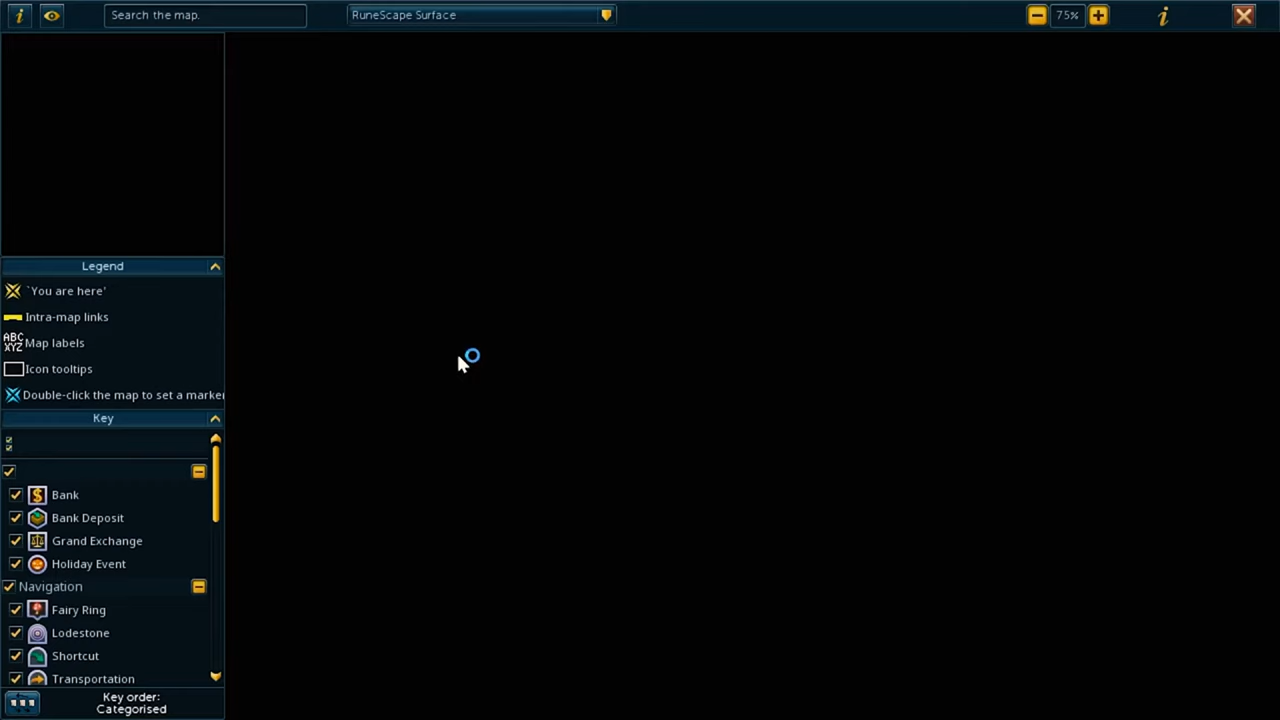 Search the map.
RuneScape Surface
75%
Legend
`You are here'
Intra-map links
ABC
XYZ
Map labels
Icon tooltips
Double-click the map to set a marker
Key
Bank
Bank Deposit
Grand Exchange
Holiday Event
Navigation
Fairy Ring
Lodestone
Shortcut
Transportation
Key order:
Categorised